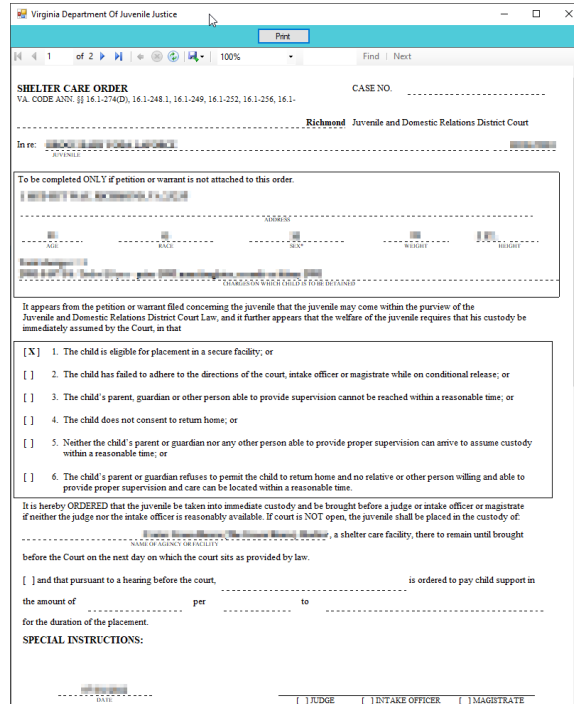 Virginia Department Of Juvenile Justice
Print
1 of 2 100% Find | Next
SHELTER CARE ORDER CASE NO.
VA. CODE ANN. §§ 16.1-274(D), 16.1-248.1, 16.1-249, 16.1-252, 16.1-256, 16.1-
Richmond Juvenile and Domestic Relations District Court
In re:
JUVENILE
To be completed ONLY if petition or warrant is not attached to this order.
ADDRESS
AGE RACE SEX* WEIGHT HEIGHT
CHARGES ON WHICH CHILD IS TO BE DETAINED
It appears from the petition or warrant filed concerning the juvenile that the juvenile may come within the purview of the
Juvenile and Domestic Relations District Court Law, and it further appears that the welfare of the juvenile requires that his custody be
immediately assumed by the Court, in that
[ X ] 1. The child is eligible for placement in a secure facility; or
[ ] 2. The child has failed to adhere to the directions of the court, intake officer or magistrate while on conditional release; or
[ ] 3. The child's parent, guardian or other person able to provide supervision cannot be reached within a reasonable time; or
[ ] 4. The child does not consent to return home; or
[ ] 5. Neither the child's parent or guardian nor any other person able to provide proper supervision can arrive to assume custody
within a reasonable time; or
[ ] 6. The child's parent or guardian refuses to permit the child to return home and no relative or other person willing and able to
provide proper supervision and care can be located within a reasonable time.
It is hereby ORDERED that the juvenile be taken into immediate custody and be brought before a judge or intake officer or magistrate
if neither the judge nor the intake officer is reasonably available. If court is NOT open, the juvenile shall be placed in the custody of:
, a shelter care facility, there to remain until brought
NAME OF AGENCY OR FACILITY
before the Court on the next day on which the court sits as provided by law.
[ ] and that pursuant to a hearing before the court, is ordered to pay child support in
the amount of per to
for the duration of the placement.
SPECIAL INSTRUCTIONS:
DATE [ ] JUDGE [ ] INTAKE OFFICER [ ] MAGISTRATE